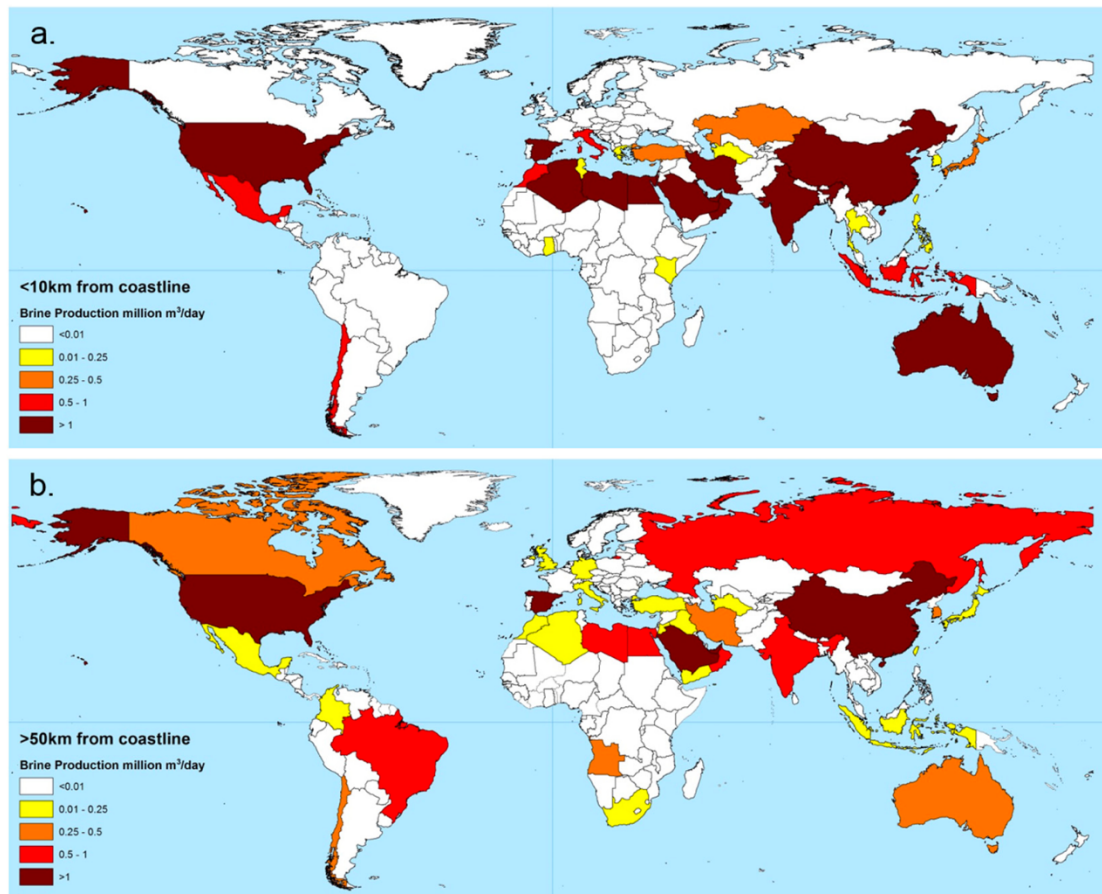 a.
<10km from coastline
Brine Production million m³/day
<0.01
0.01 - 0.25
0.25 - 0.5
0.5 - 1
> 1
b.
>50km from coastline
Brine Production million m³/day
<0.01
0.01 - 0.25
0.25 - 0.5
0.5 - 1
>1